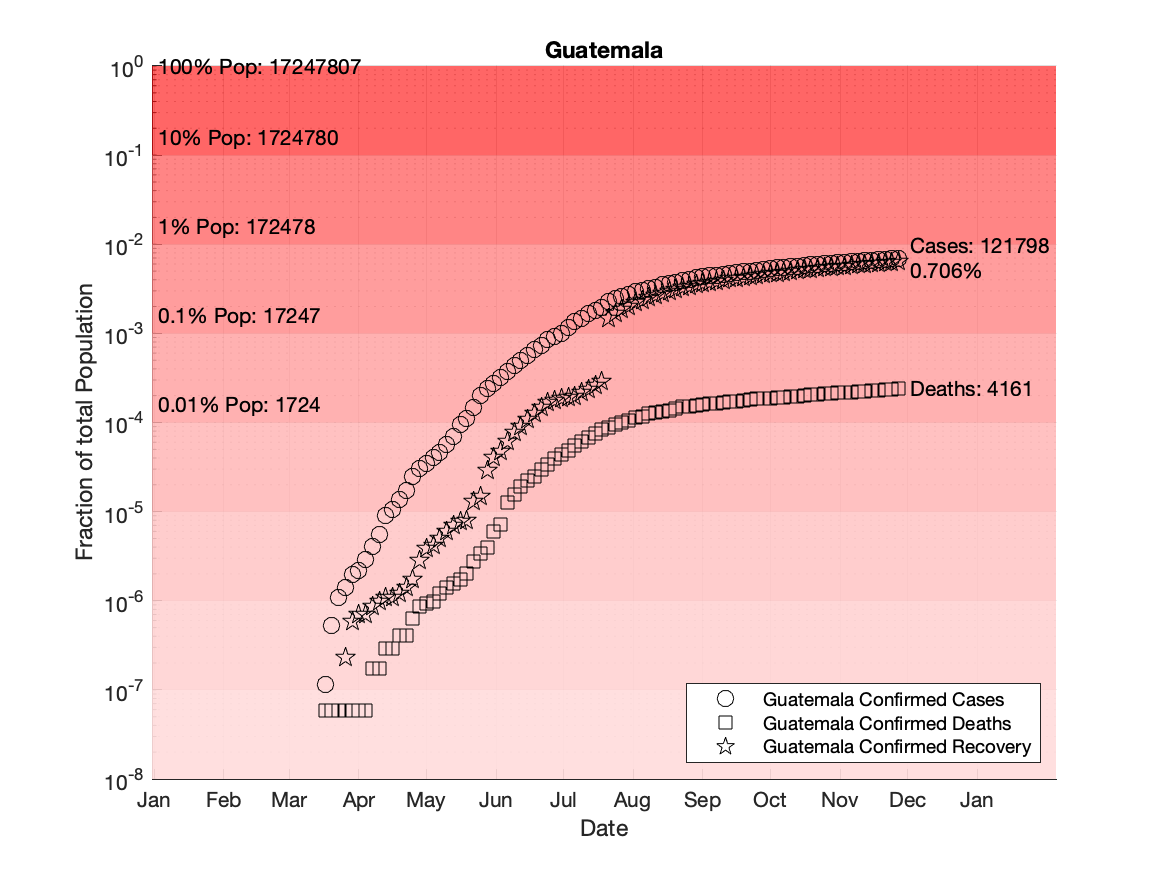 Guatemala
10^0
100% Pop: 17247807
10% Pop: 1724780
10^-1
1% Pop: 172478
10^-2
Cases: 121798
0.706%
0.1% Pop: 17247
10^-3
Deaths: 4161
0.01% Pop: 1724
10^-4
10^-5
10^-6
10^-7
10^-8
Fraction of total Population
Guatemala Confirmed Cases
Guatemala Confirmed Deaths
Guatemala Confirmed Recovery
Jan Feb Mar Apr May Jun Jul Aug Sep Oct Nov Dec Jan
Date